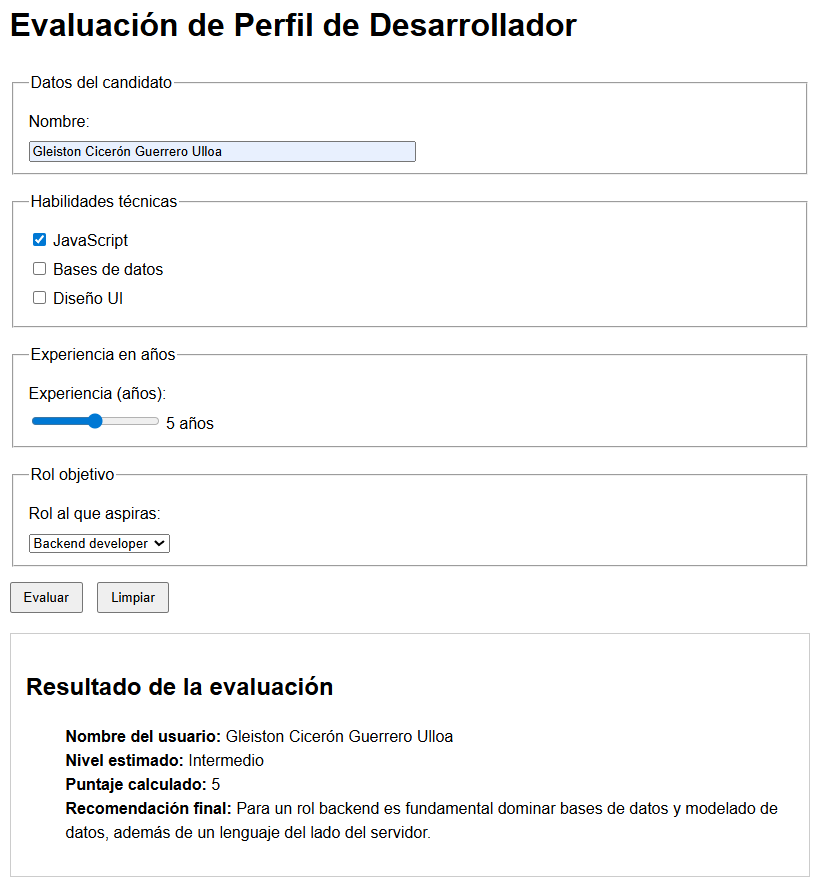 Evaluación de Perfil de Desarrollador
Datos del candidato
Nombre:
Gleiston Cicerón Guerrero Ulloa
Habilidades técnicas
JavaScript
Bases de datos
Diseño UI
Experiencia en años
Experiencia (años):
5 años
Rol objetivo
Rol al que aspiras:
Backend developer
Evaluar Limpiar
Resultado de la evaluación
Nombre del usuario: Gleiston Cicerón Guerrero Ulloa
Nivel estimado: Intermedio
Puntaje calculado: 5
Recomendación final: Para un rol backend es fundamental dominar bases de datos y modelado de
datos, además de un lenguaje del lado del servidor.